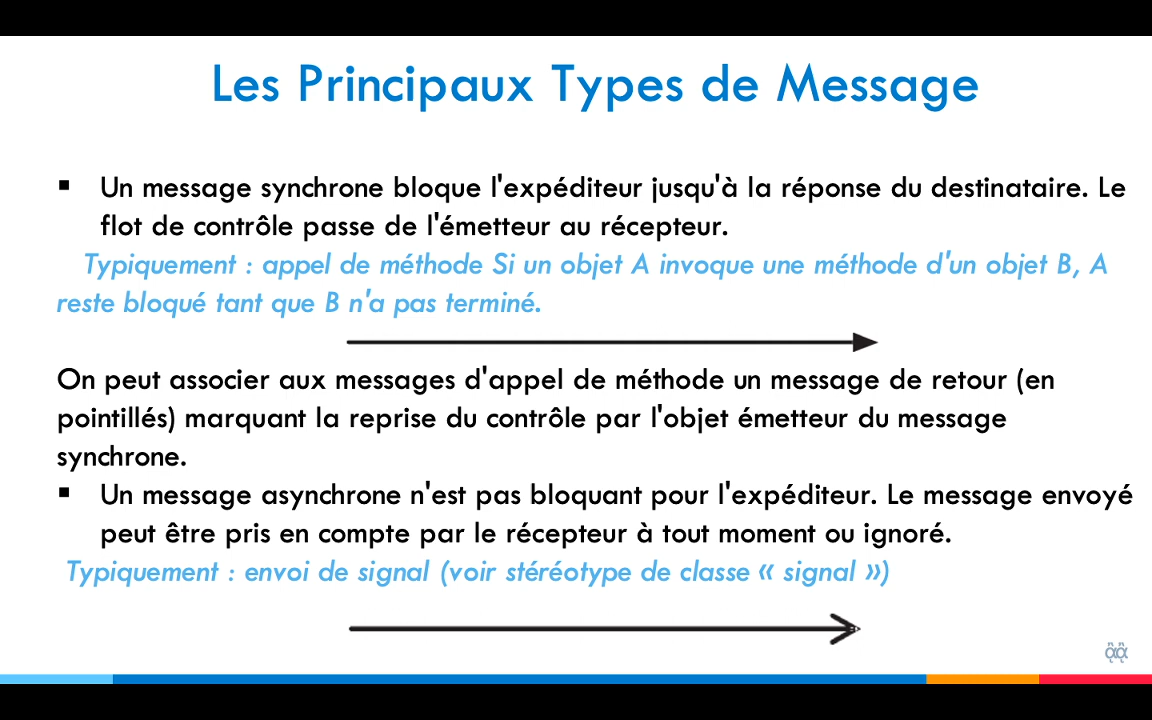 Les Principaux Types de Message
▪ Un message synchrone bloque l'expéditeur jusqu'à la réponse du destinataire. Le
flot de contrôle passe de l'émetteur au récepteur.
Typiquement : appel de méthode Si un objet A invoque une méthode d'un objet B, A
reste bloqué tant que B n'a pas terminé.
On peut associer aux messages d'appel de méthode un message de retour (en
pointillés) marquant la reprise du contrôle par l'objet émetteur du message
synchrone.
▪ Un message asynchrone n'est pas bloquant pour l'expéditeur. Le message envoyé
peut être pris en compte par le récepteur à tout moment ou ignoré.
Typiquement : envoi de signal (voir stéréotype de classe « signal »)